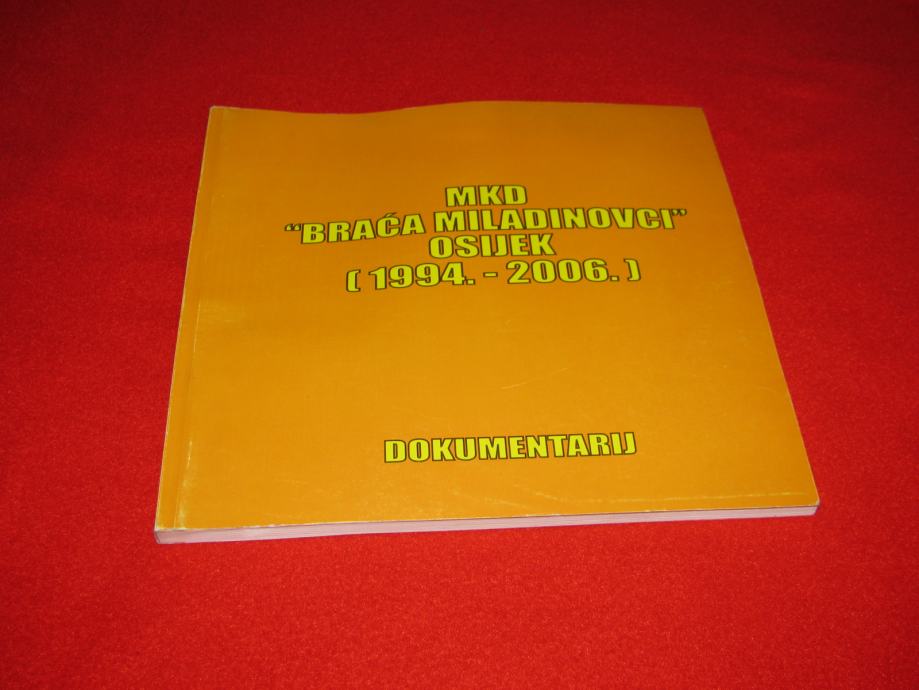 MKD
“BRAĆA MILADINOVCI”
OSIJEK
( 1994. - 2006. )
DOKUMENTARIJ